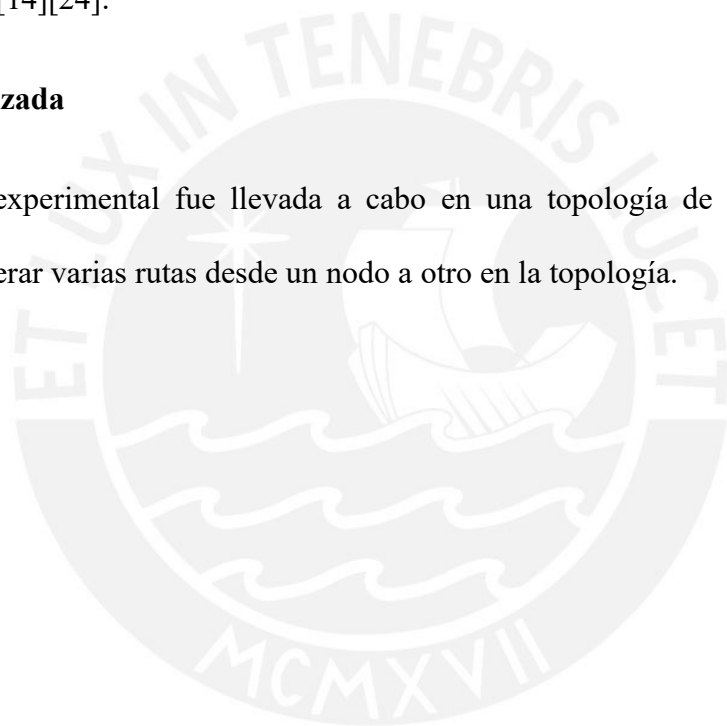 [14][24].
zada
experimental fue llevada a cabo en una topología de
erar varias rutas desde un nodo a otro en la topología.
ET LUX IN TENEBRIS LUCET
MCMXVII